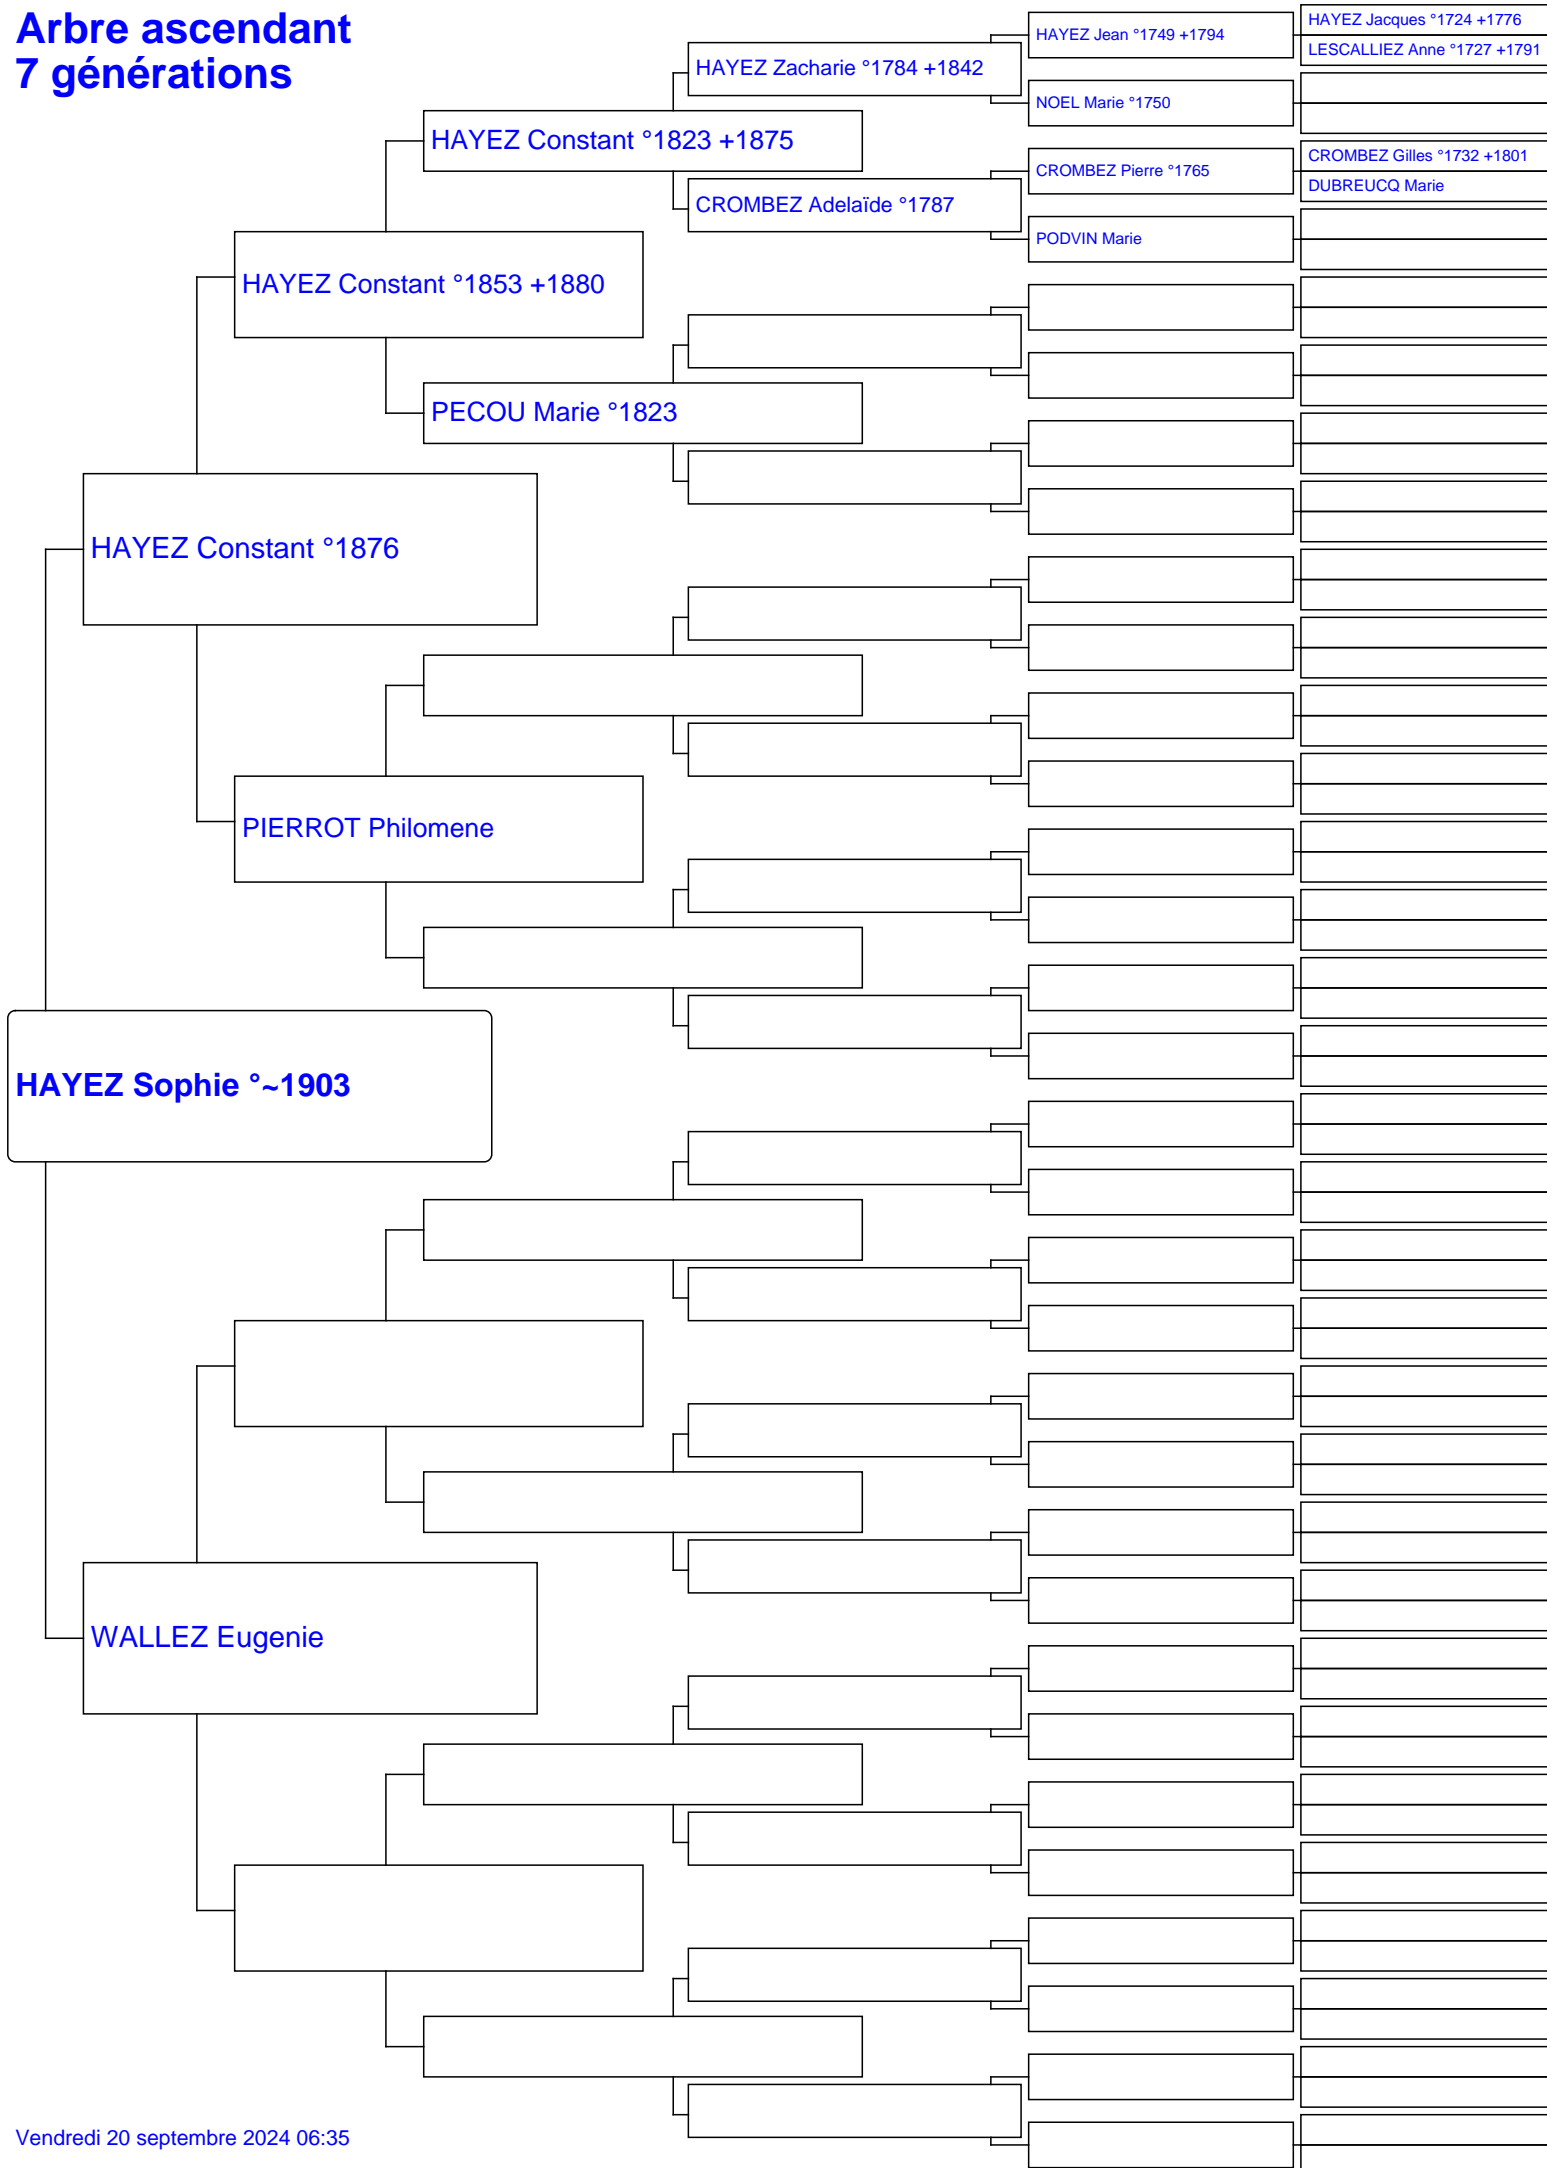 Arbre ascendant
7 générations
HAYEZ Jacques °1724 +1776
HAYEZ Jean °1749 +1794
LESCALLIEZ Anne °1727 +1791
HAYEZ Zacharie °1784 +1842
NOEL Marie °1750
HAYEZ Constant °1823 +1875
CROMBEZ Gilles °1732 +1801
CROMBEZ Pierre °1765
DUBREUCQ Marie
CROMBEZ Adelaïde °1787
PODVIN Marie
HAYEZ Constant °1853 +1880
PECOU Marie °1823
HAYEZ Constant °1876
PIERROT Philomene
HAYEZ Sophie °~1903
WALLEZ Eugenie
Vendredi 20 septembre 2024 06:35